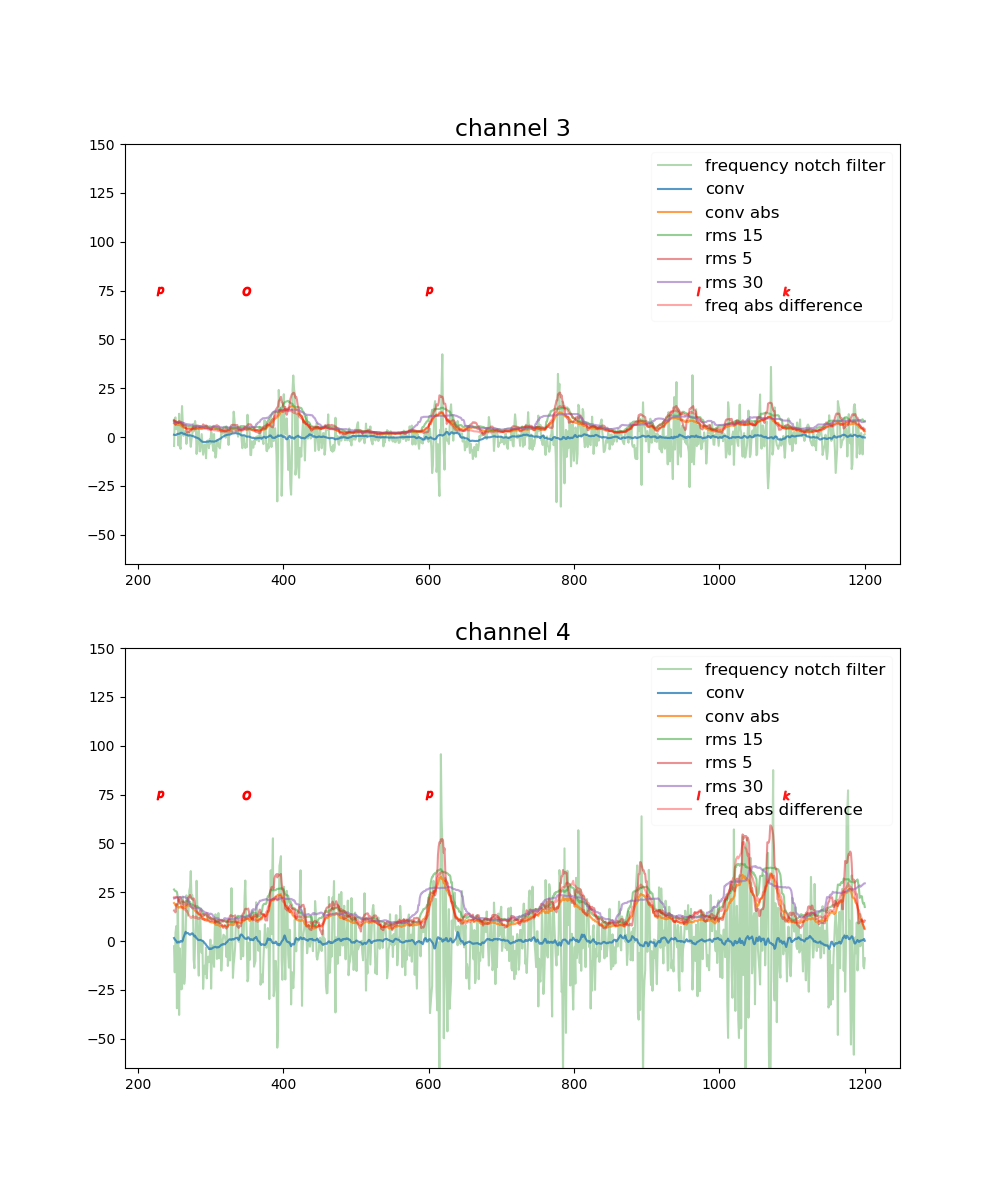 channel 3
150
125
100
75
50
25
0
−25
−50
frequency notch filter
conv
conv abs
rms 15
rms 5
rms 30
freq abs difference
p
o
p
l
k
200 400 600 800 1000 1200
channel 4
150
125
100
75
50
25
0
−25
−50
frequency notch filter
conv
conv abs
rms 15
rms 5
rms 30
freq abs difference
p
o
p
l
k
200 400 600 800 1000 1200